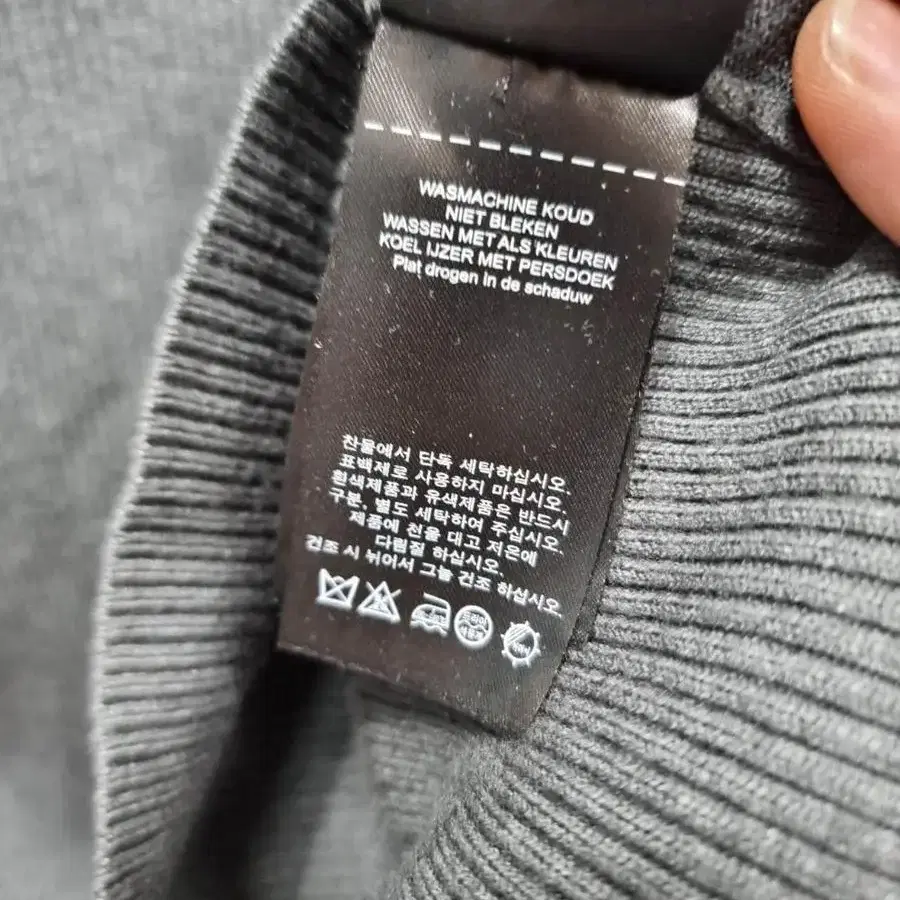 WASMACHINE KOUD
NIET BLEKEN
WASSEN MET ALS KLEUREN
KOEL IJZER MET PERSDOEK
Plat drogen in de schaduw
찬물에서 단독 세탁하십시오.
표백제로 사용하지 마십시오.
흰색제품과 유색제품은 반드시
구분, 별도 세탁하여 주십시오.
제품에 천을 대고 저온에
다림질 하십시오.
건조 시 뉘어서 그늘 건조 하십시오.
드라이